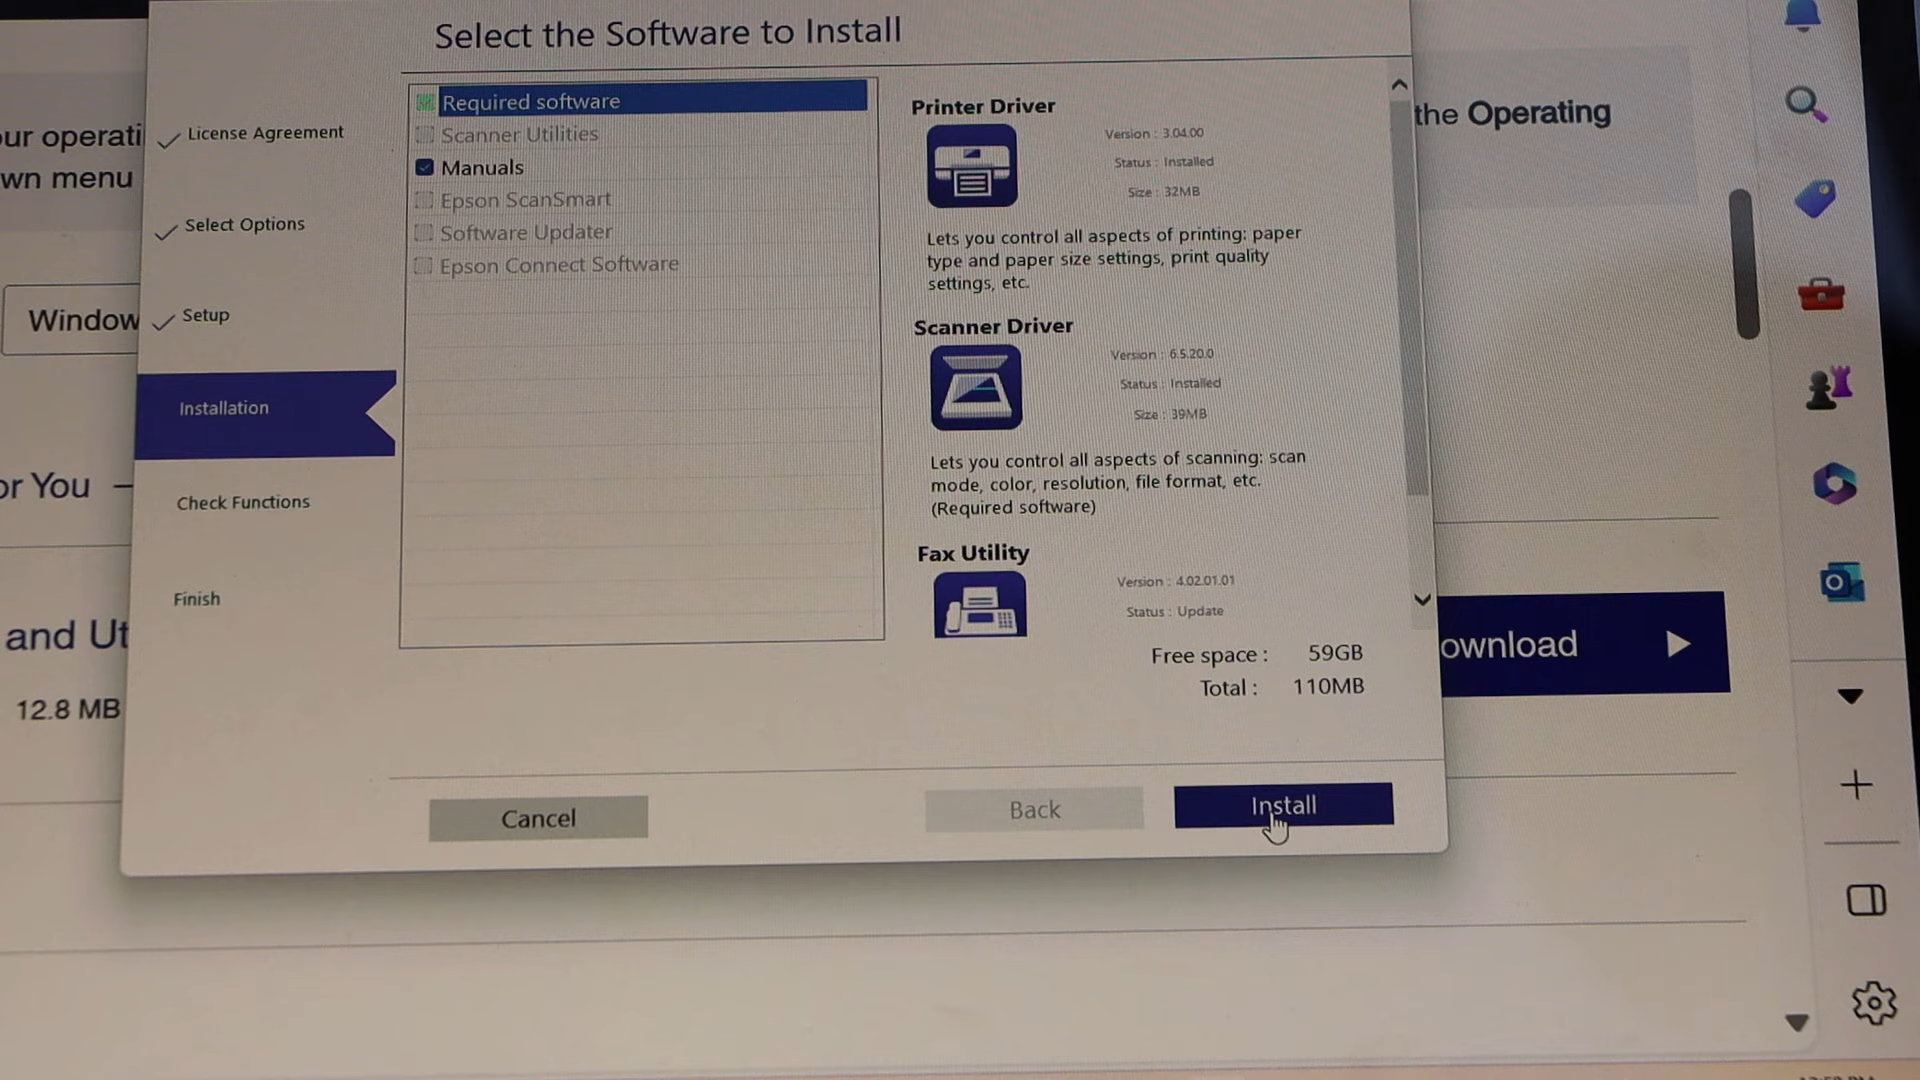 Select the Software to Install
License Agreement
Select Options
Setup
Installation
Check Functions
Finish
Required software
Scanner Utilities
Manuals
Epson ScanSmart
Software Updater
Epson Connect Software
Printer Driver
Version : 3.04.00
Status : Installed
Size : 32MB
Lets you control all aspects of printing: paper
type and paper size settings, print quality
settings, etc.
Scanner Driver
Version : 6.5.20.0
Status : Installed
Size : 39MB
Lets you control all aspects of scanning: scan
mode, color, resolution, file format, etc.
(Required software)
Fax Utility
Version : 4.02.01.01
Status : Update
Free space : 59GB
Total : 110MB
Cancel
Back
Install
our operati
wn menu
Window
or You –
and Ut
12.8 MB
the Operating
ownload